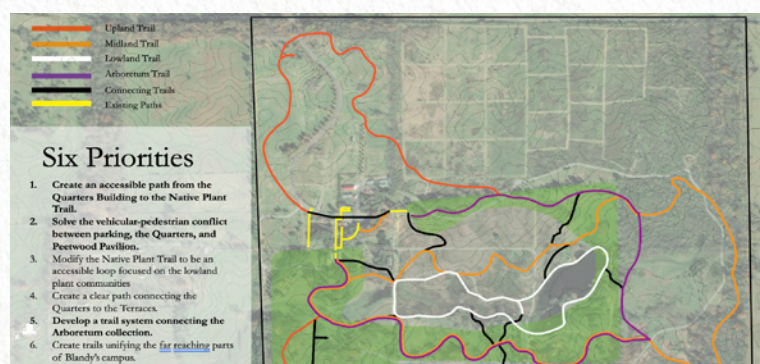 Upland Trail
Midland Trail
Lowland Trail
Arboretum Trail
Connecting Trails
Existing Paths
Six Priorities
1. Create an accessible path from the
Quarters Building to the Native Plant
Trail.
2. Solve the vehicular-pedestrian conflict
between parking, the Quarters, and
Peetwood Pavilion.
3. Modify the Native Plant Trail to be an
accessible loop focused on the lowland
plant communities
4. Create a clear path connecting the
Quarters to the Terraces.
5. Develop a trail system connecting the
Arboretum collection.
6. Create trails unifying the far reaching parts
of Blandy's campus.